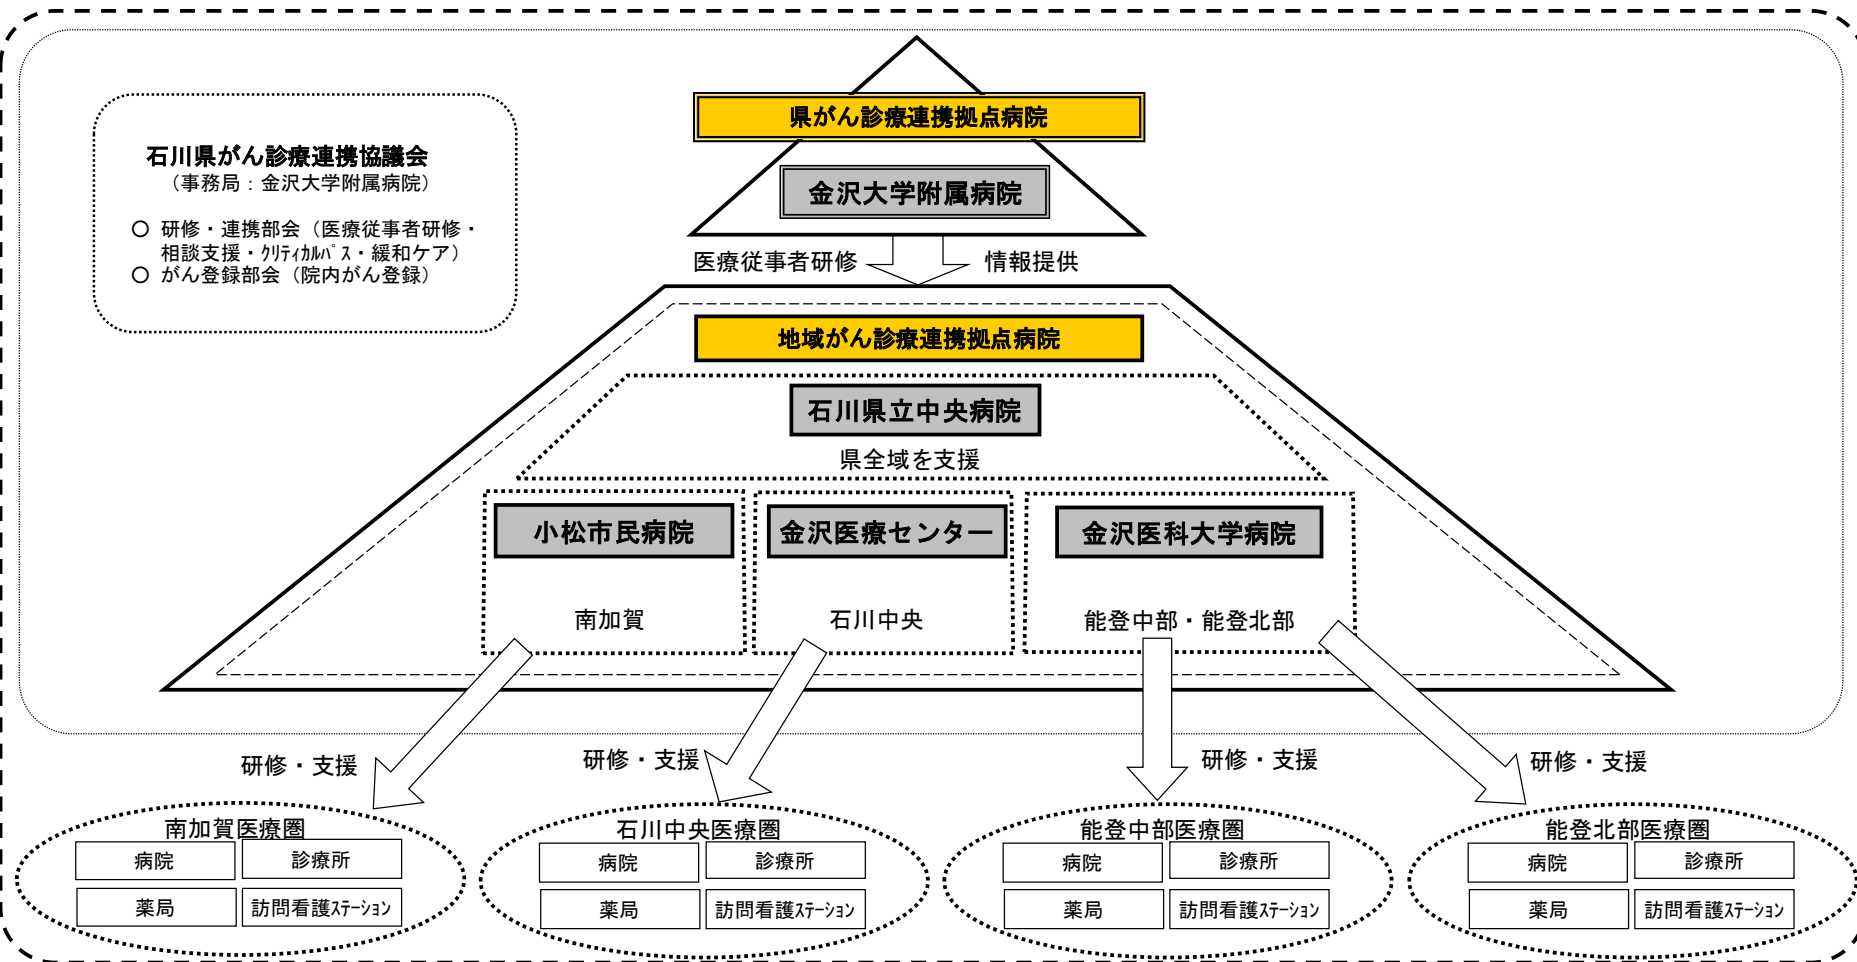 県がん診療連携拠点病院
金沢大学附属病院
石川県がん診療連携協議会
（事務局：金沢大学附属病院）
○ 研修・連携部会（医療従事者研修・
相談支援・ｸﾘﾃｨｶﾙﾊﾟｽ・緩和ケア）
○ がん登録部会（院内がん登録）
医療従事者研修 情報提供
地域がん診療連携拠点病院
石川県立中央病院
県全域を支援
小松市民病院 金沢医療センター 金沢医科大学病院
南加賀 石川中央 能登中部・能登北部
研修・支援 研修・支援 研修・支援 研修・支援
南加賀医療圏
病院 診療所
薬局 訪問看護ｽﾃｰｼｮﾝ
石川中央医療圏
病院 診療所
薬局 訪問看護ｽﾃｰｼｮﾝ
能登中部医療圏
病院 診療所
薬局 訪問看護ｽﾃｰｼｮﾝ
能登北部医療圏
病院 診療所
薬局 訪問看護ｽﾃｰｼｮﾝ